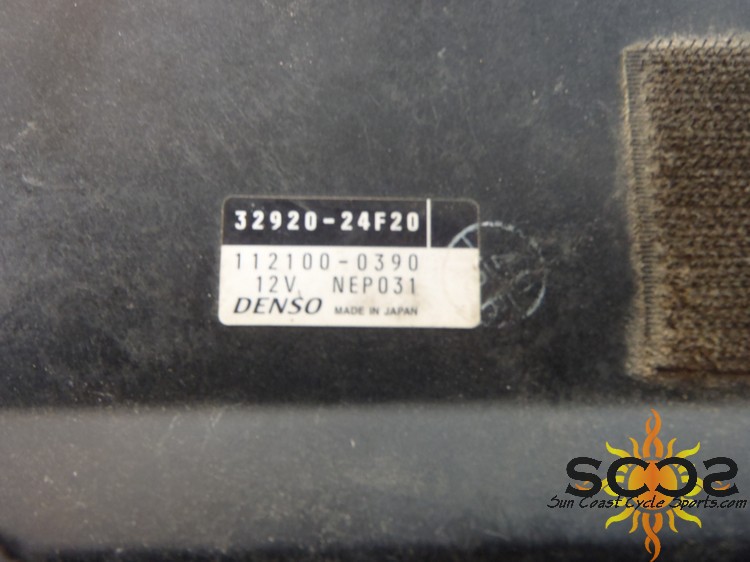 32920-24F20
112100-0390
12V NEP031
DENSO MADE IN JAPAN
SCCS
Sun Coast Cycle Sports.com